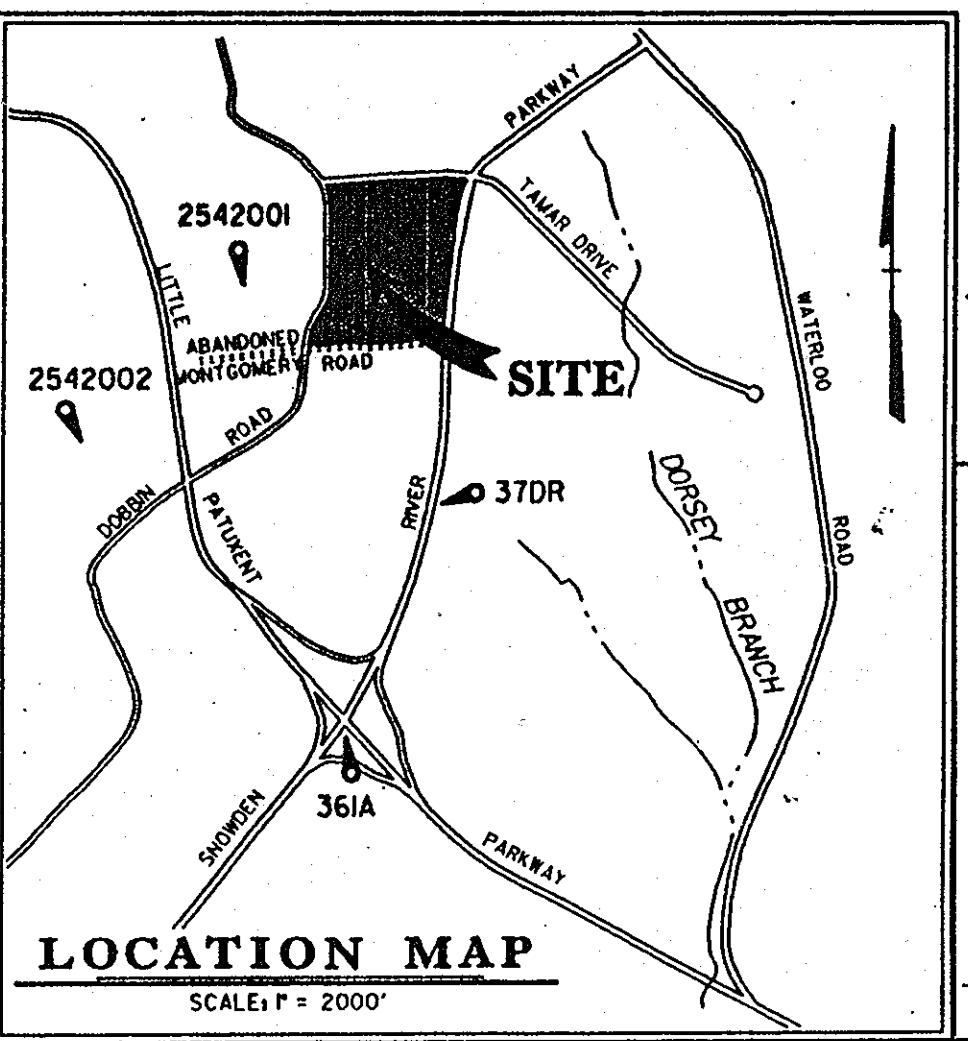 PARKWAY
2542001
TAMAR DRIVE
LITTLE
WATERLOO
ABANDONED
MONTGOMERY ROAD
SITE
2542002
ROAD
DOBBIN
PATUXENT
RIVER
37DR
DORSEY
ROAD
BRANCH
361A
SNOWDEN
PARKWAY
LOCATION MAP
SCALE: 1" = 2000'